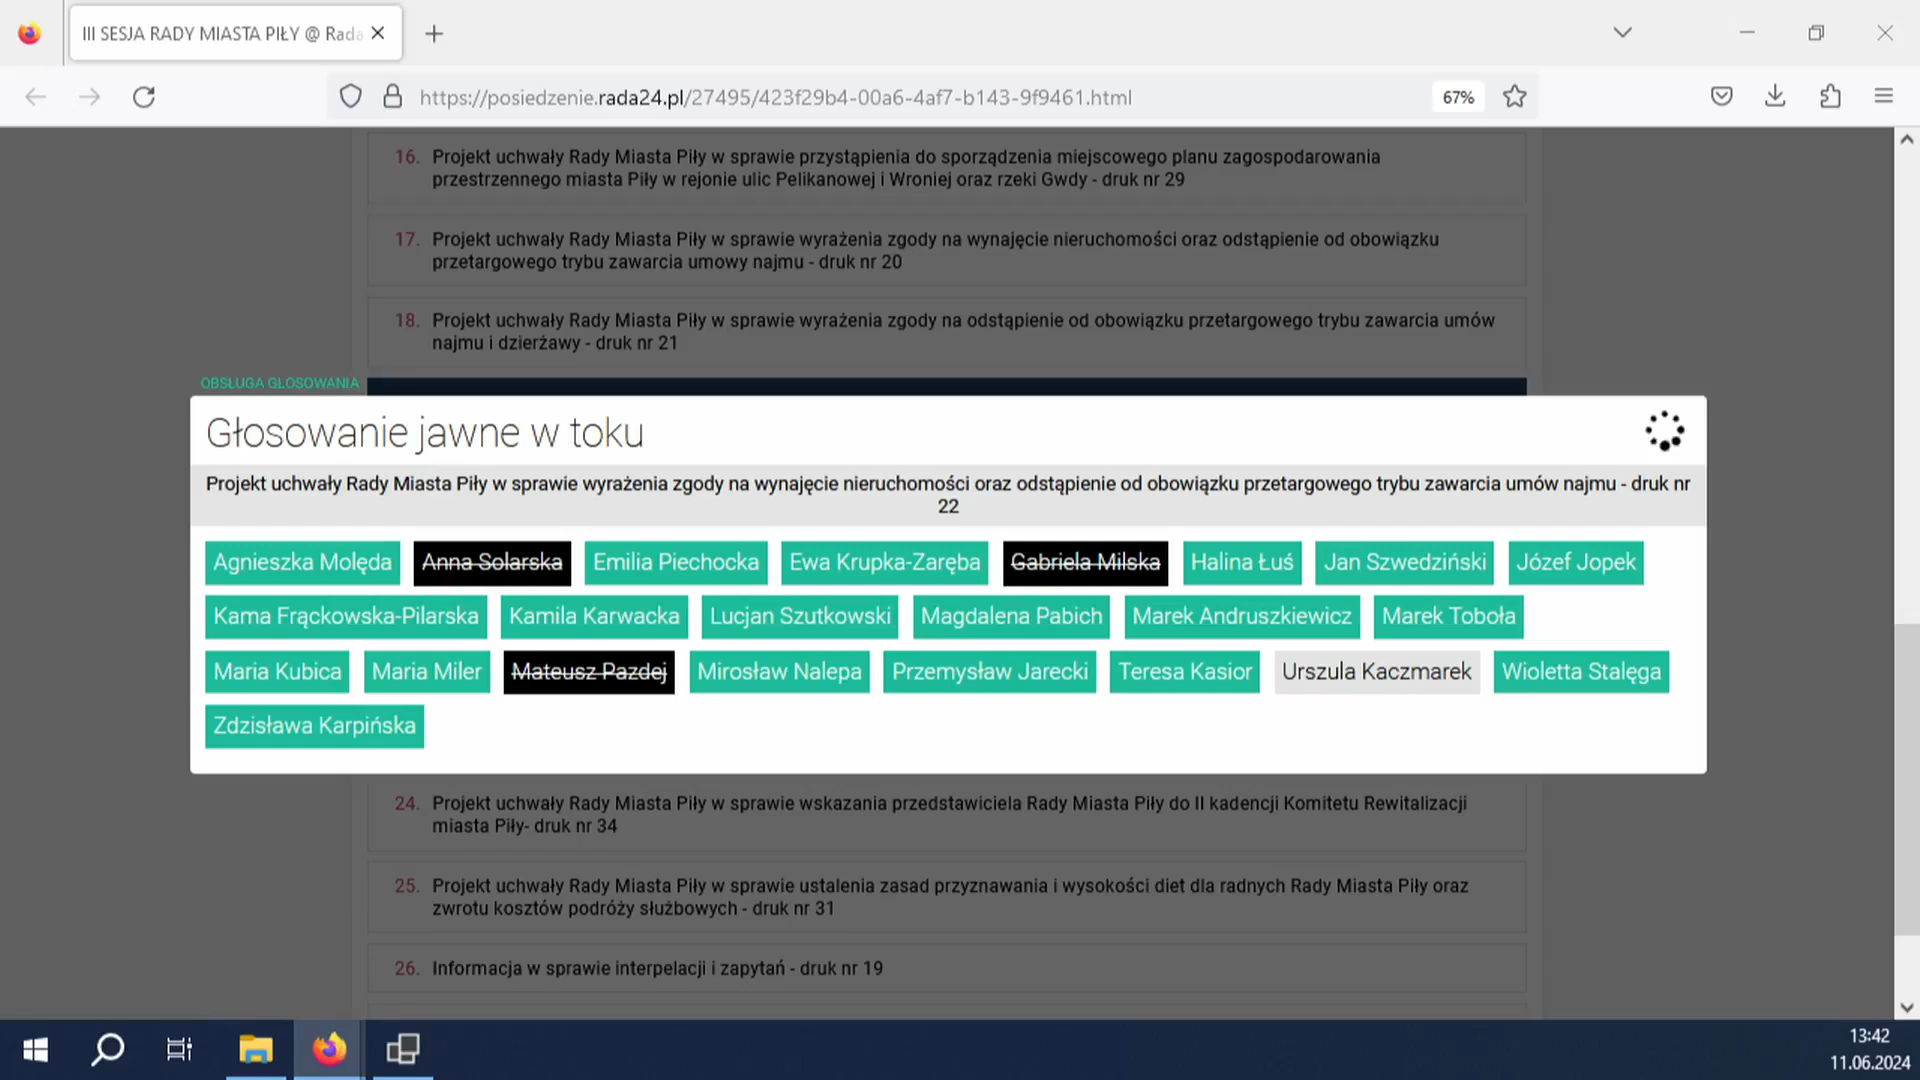 III SESJA RADY MIASTA PIŁY @ Rada
https://posiedzenie.rada24.pl/27495/423f29b4-00a6-4af7-b143-9f9461.html
67%
16. Projekt uchwały Rady Miasta Piły w sprawie przystąpienia do sporządzenia miejscowego planu zagospodarowania
przestrzennego miasta Piły w rejonie ulic Pelikanowej i Wroniej oraz rzeki Gwdy - druk nr 29
17. Projekt uchwały Rady Miasta Piły w sprawie wyrażenia zgody na wynajęcie nieruchomości oraz odstąpienie od obowiązku
przetargowego trybu zawarcia umowy najmu - druk nr 20
18. Projekt uchwały Rady Miasta Piły w sprawie wyrażenia zgody na odstąpienie od obowiązku przetargowego trybu zawarcia umów
najmu i dzierżawy - druk nr 21
OBSŁUGA GŁOSOWANIA
Głosowanie jawne w toku
Projekt uchwały Rady Miasta Piły w sprawie wyrażenia zgody na wynajęcie nieruchomości oraz odstąpienie od obowiązku przetargowego trybu zawarcia umów najmu - druk nr
22
Agnieszka Molęda Anna Solarska Emilia Piechocka Ewa Krupka-Zaręba Gabriela Milska Halina Łuś Jan Szwedziński Józef Jopek
Kama Frąckowska-Pilarska Kamila Karwacka Lucjan Szutkowski Magdalena Pabich Marek Andruszkiewicz Marek Toboła
Maria Kubica Maria Miler Mateusz Pazdej Mirosław Nalepa Przemysław Jarecki Teresa Kasior Urszula Kaczmarek Wioletta Stalęga
Zdzisława Karpińska
24. Projekt uchwały Rady Miasta Piły w sprawie wskazania przedstawiciela Rady Miasta Piły do II kadencji Komitetu Rewitalizacji
miasta Piły- druk nr 34
25. Projekt uchwały Rady Miasta Piły w sprawie ustalenia zasad przyznawania i wysokości diet dla radnych Rady Miasta Piły oraz
zwrotu kosztów podróży służbowych - druk nr 31
26. Informacja w sprawie interpelacji i zapytań - druk nr 19
13:42
11.06.2024